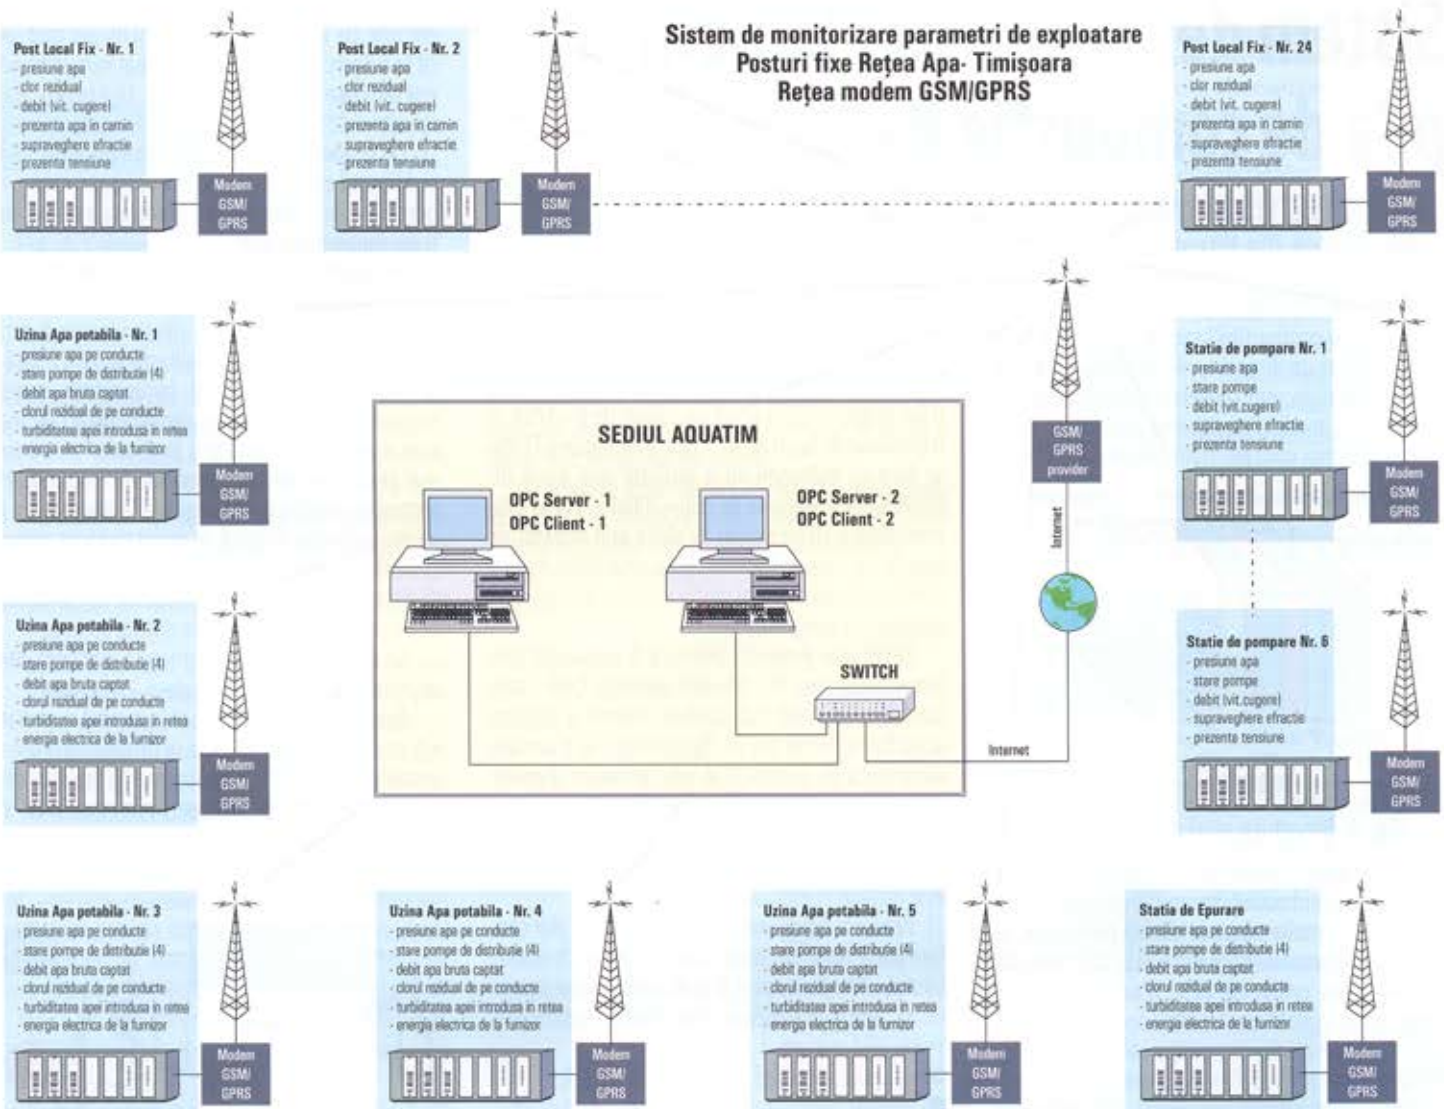 Sistem de monitorizare parametri de exploatare
Posturi fixe Rețea Apa- Timișoara
Rețea modem GSM/GPRS
Post Local Fix - Nr. 1
- presiune apa
- clor rezidual
- debit (vit. cugere)
- prezenta apa in camin
- supraveghere efractie
- prezenta tensiune
Modem
GSM/
GPRS
Post Local Fix - Nr. 2
- presiune apa
- clor rezidual
- debit (vit. cugere)
- prezenta apa in camin
- supraveghere efractie
- prezenta tensiune
Modem
GSM/
GPRS
Post Local Fix - Nr. 24
- presiune apa
- clor rezidual
- debit (vit. cugere)
- prezenta apa in camin
- supraveghere efractie
- prezenta tensiune
Modem
GSM/
GPRS
Uzina Apa potabila - Nr. 1
- presiune apa pe conducte
- stare pompe de distributie (4)
- debit apa bruta captat
- clorul rezidual de pe conducte
- turbiditatea apei introdusa in retea
- energia electrica de la furnizor
Modem
GSM/
GPRS
SEDIUL AQUATIM
OPC Server - 1
OPC Client - 1
OPC Server - 2
OPC Client - 2
SWITCH
Internet
GSM/
GPRS
provider
Internet
Statie de pompare Nr. 1
- presiune apa
- stare pompe
- debit (vit.cugere)
- supraveghere efractie
- prezenta tensiune
Modem
GSM/
GPRS
Uzina Apa potabila - Nr. 2
- presiune apa pe conducte
- stare pompe de distributie (4)
- debit apa bruta captat
- clorul rezidual de pe conducte
- turbiditatea apei introdusa in retea
- energia electrica de la furnizor
Modem
GSM/
GPRS
Statie de pompare Nr. 6
- presiune apa
- stare pompe
- debit (vit.cugere)
- supraveghere efractie
- prezenta tensiune
Modem
GSM/
GPRS
Uzina Apa potabila - Nr. 3
- presiune apa pe conducte
- stare pompe de distributie (4)
- debit apa bruta captat
- clorul rezidual de pe conducte
- turbiditatea apei introdusa in retea
- energia electrica de la furnizor
Modem
GSM/
GPRS
Uzina Apa potabila - Nr. 4
- presiune apa pe conducte
- stare pompe de distributie (4)
- debit apa bruta captat
- clorul rezidual de pe conducte
- turbiditatea apei introdusa in retea
- energia electrica de la furnizor
Modem
GSM/
GPRS
Uzina Apa potabila - Nr. 5
- presiune apa pe conducte
- stare pompe de distributie (4)
- debit apa bruta captat
- clorul rezidual de pe conducte
- turbiditatea apei introdusa in retea
- energia electrica de la furnizor
Modem
GSM/
GPRS
Statia de Epurare
- presiune apa pe conducte
- stare pompe de distributie (4)
- debit apa bruta captat
- clorul rezidual de pe conducte
- turbiditatea apei introdusa in retea
- energia electrica de la furnizor
Modem
GSM/
GPRS